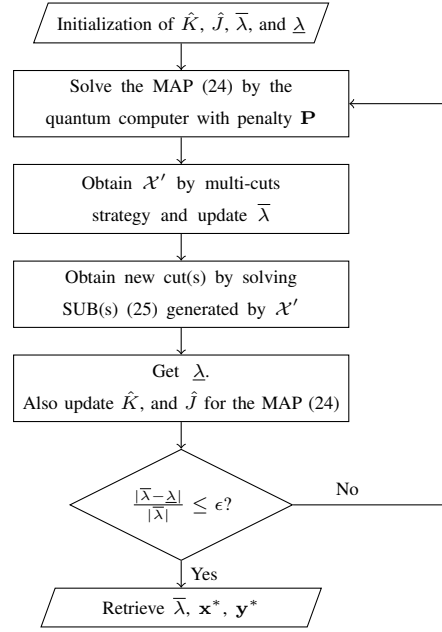 Initialization of K̂, Ĵ, λ̅, and λ̲
Solve the MAP (24) by the
quantum computer with penalty P
Obtain 𝒳′ by multi-cuts
strategy and update λ̅
Obtain new cut(s) by solving
SUB(s) (25) generated by 𝒳′
Get λ̲.
Also update K̂, and Ĵ for the MAP (24)
|λ̅−λ̲| / |λ̅| ≤ ϵ?
No
Yes
Retrieve λ̅, x*, y*